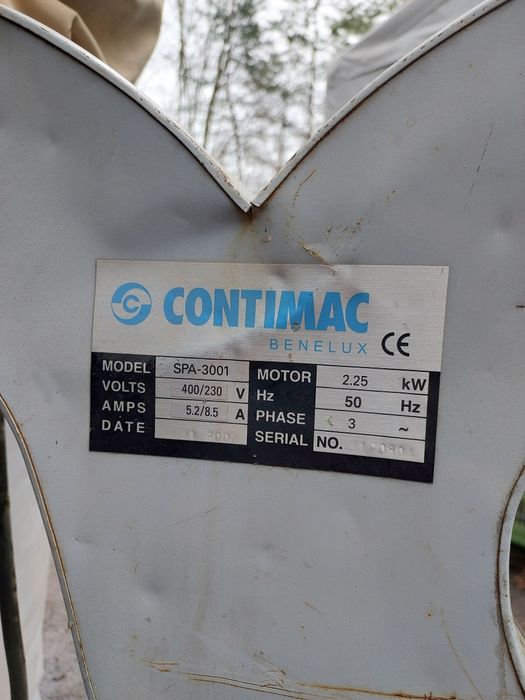 CONTIMAC
BENELUX CE
MODEL SPA-3001 MOTOR 2.25 kW
VOLTS 400/230 V Hz 50 Hz
AMPS 5.2/8.5 A PHASE 3 ~
DATE SERIAL NO.